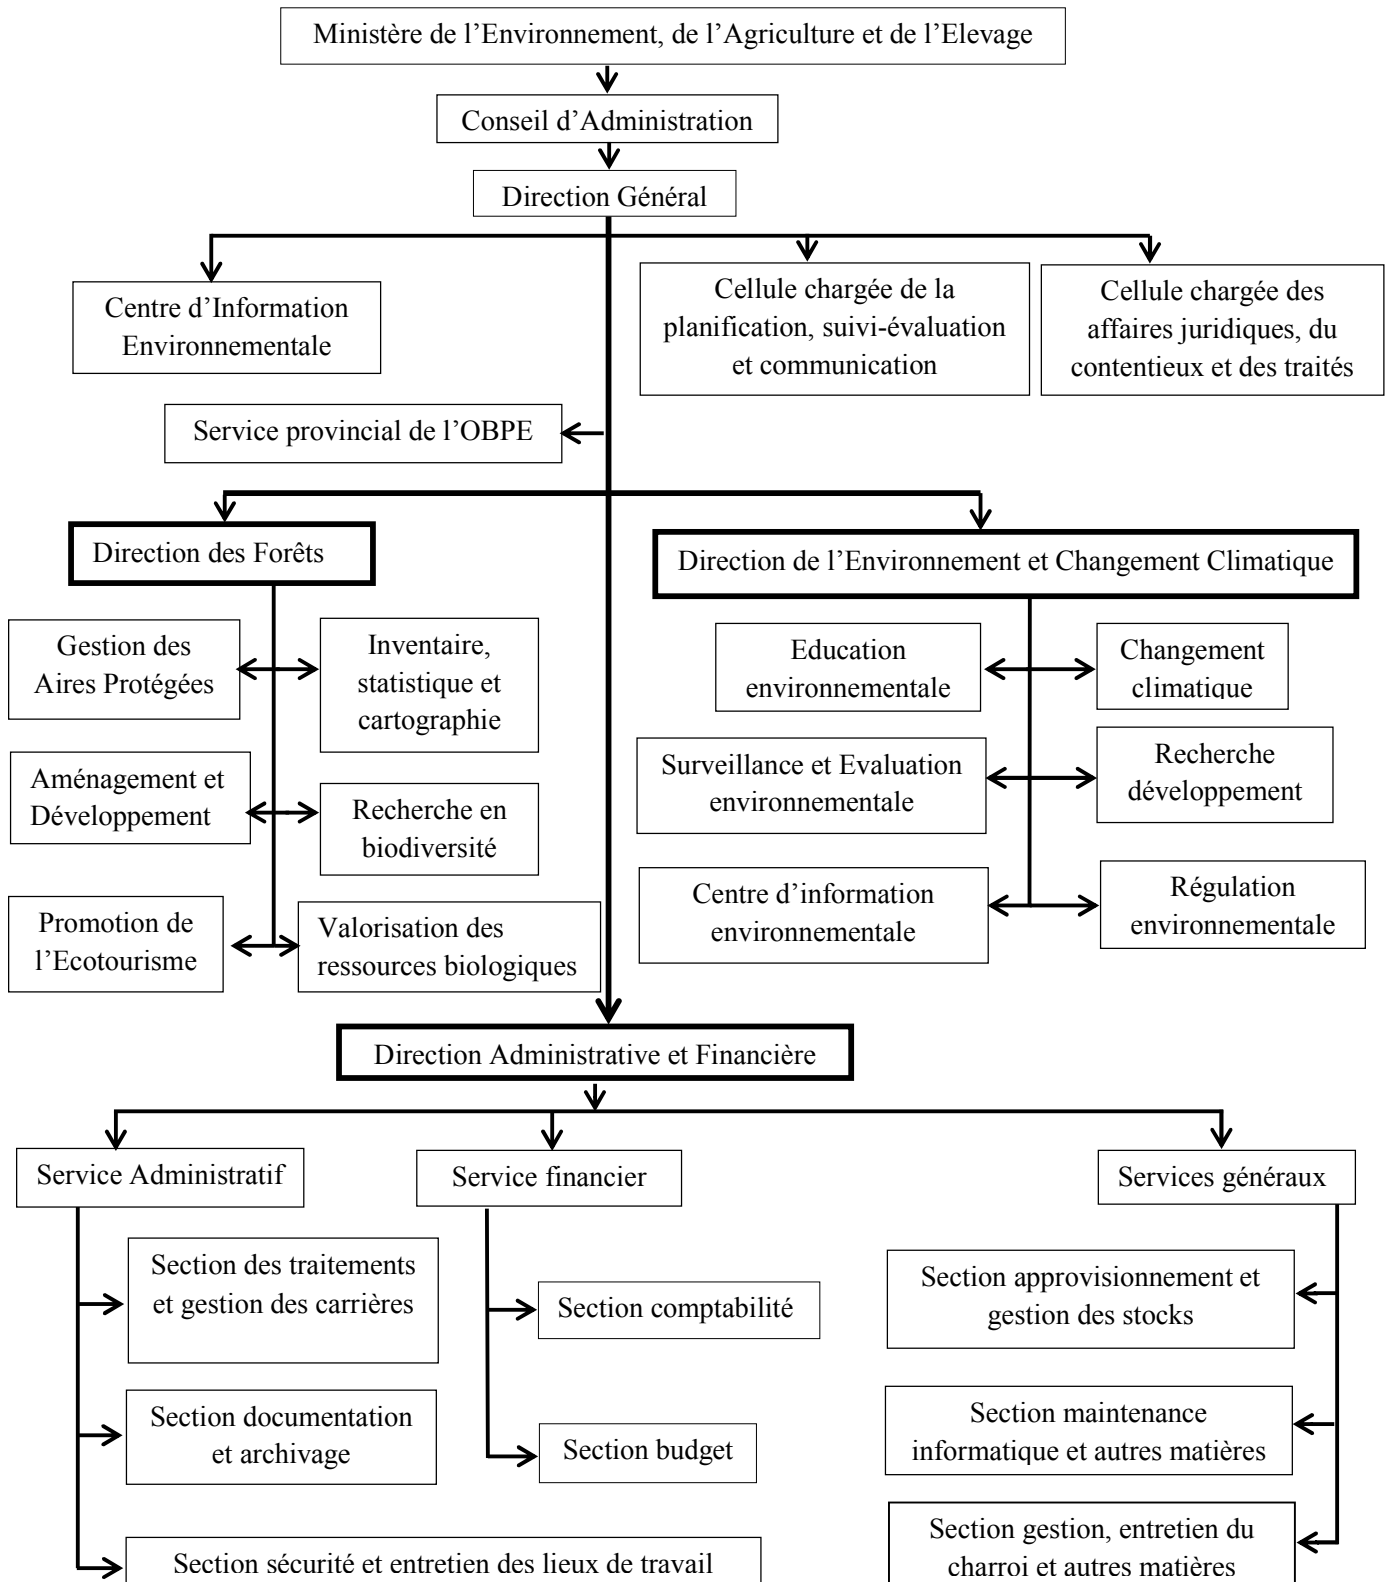 Ministère de l’Environnement, de l’Agriculture et de l’Elevage
Conseil d’Administration
Direction Général
Centre d’Information
Environnementale
Cellule chargée de la
planification, suivi-évaluation
et communication
Cellule chargée des
affaires juridiques, du
contentieux et des traités
Service provincial de l’OBPE
Direction des Forêts
Direction de l’Environnement et Changement Climatique
Gestion des
Aires Protégées
Inventaire,
statistique et
cartographie
Aménagement et
Développement
Recherche en
biodiversité
Promotion de
l’Ecotourisme
Valorisation des
ressources biologiques
Education
environnementale
Changement
climatique
Surveillance et Evaluation
environnementale
Recherche
développement
Centre d’information
environnementale
Régulation
environnementale
Direction Administrative et Financière
Service Administratif
Service financier
Services généraux
Section des traitements
et gestion des carrières
Section documentation
et archivage
Section sécurité et entretien des lieux de travail
Section comptabilité
Section budget
Section approvisionnement et
gestion des stocks
Section maintenance
informatique et autres matières
Section gestion, entretien du
charroi et autres matières